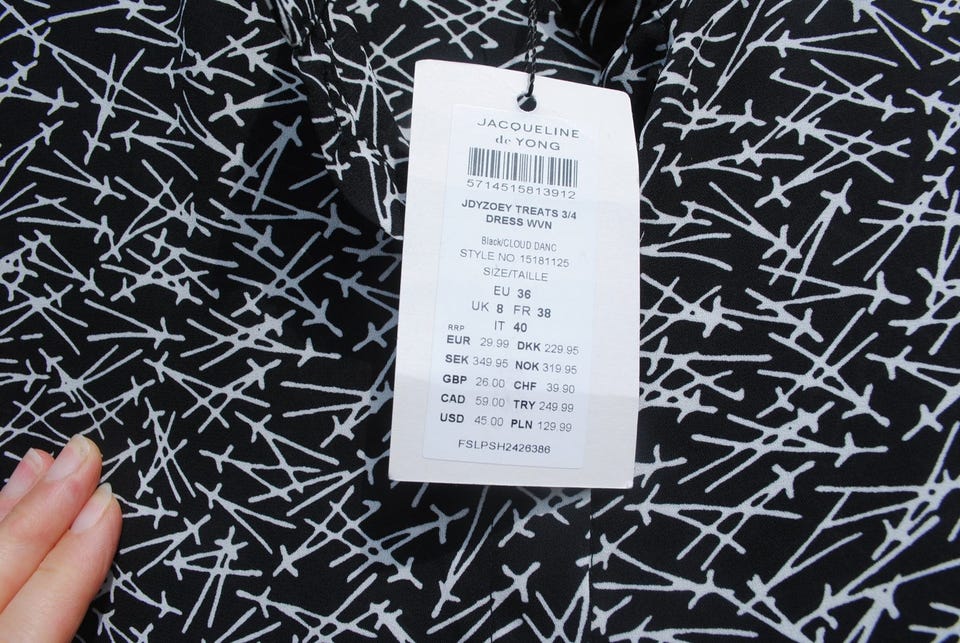 JACQUELINE
de YONG
5714515813912
JDYZOEY TREATS 3/4
DRESS WVN
Black/CLOUD DANC
STYLE NO 15181125
SIZE/TAILLE
EU 36
UK 8 FR 38
IT 40
RRP
EUR 29.99 DKK 229.95
SEK 349.95 NOK 319.95
GBP 26.00 CHF 39.90
CAD 59.00 TRY 249.99
USD 45.00 PLN 129.99
FSLPSH2426386